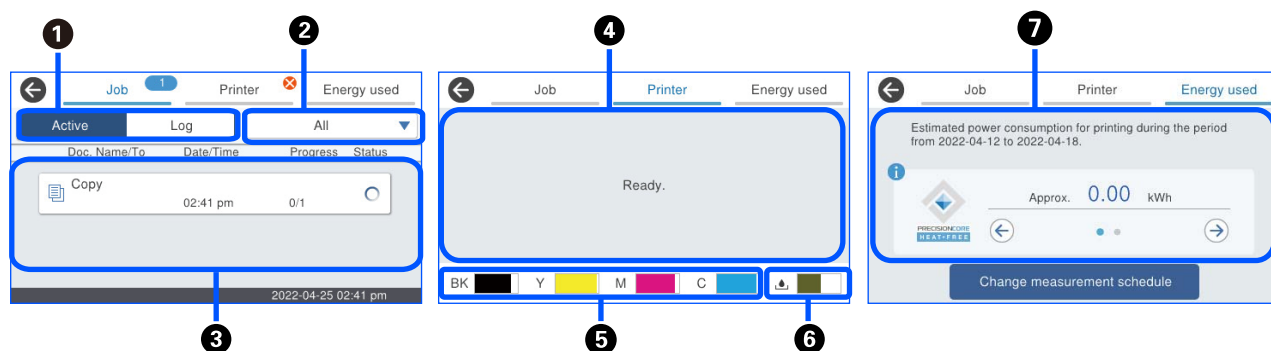 1
2
4
7
Job 1 Printer Energy used
Active Log All
Doc. Name/To Date/Time Progress Status
Copy
02:41 pm 0/1
2022-04-25 02:41 pm
3
Job Printer Energy used
Ready.
BK Y M C
5
6
Job Printer Energy used
Estimated power consumption for printing during the period
from 2022-04-12 to 2022-04-18.
i
Approx. 0.00 kWh
PRECISIONCORE
HEAT-FREE
Change measurement schedule